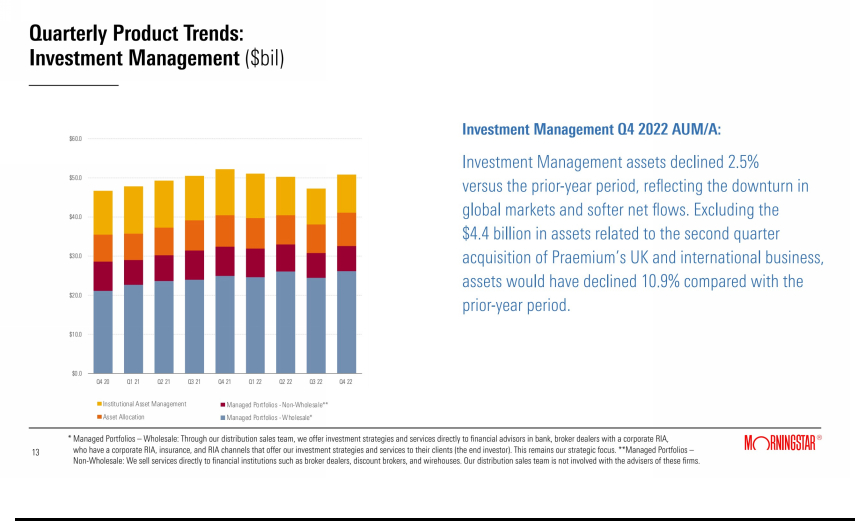 Quarterly Product Trends:
Investment Management ($bil)
Investment Management Q4 2022 AUM/A:
Investment Management assets declined 2.5%
versus the prior-year period, reflecting the downturn in
global markets and softer net flows. Excluding the
$4.4 billion in assets related to the second quarter
acquisition of Praemium's UK and international business,
assets would have declined 10.9% compared with the
prior-year period.
$60.0
$50.0
$40.0
$30.0
$20.0
$10.0
$0.0
Q4 20 Q1 21 Q2 21 Q3 21 Q4 21 Q1 22 Q2 22 Q3 22 Q4 22
Institutional Asset Management Managed Portfolios - Non-Wholesale**
Asset Allocation Managed Portfolios - Wholesale*
* Managed Portfolios – Wholesale: Through our distribution sales team, we offer investment strategies and services directly to financial advisors in bank, broker dealers with a corporate RIA,
who have a corporate RIA, insurance, and RIA channels that offer our investment strategies and services to their clients (the end investor). This remains our strategic focus. **Managed Portfolios –
Non-Wholesale: We sell services directly to financial institutions such as broker dealers, discount brokers, and wirehouses. Our distribution sales team is not involved with the advisers of these firms.
13
MORNINGSTAR®